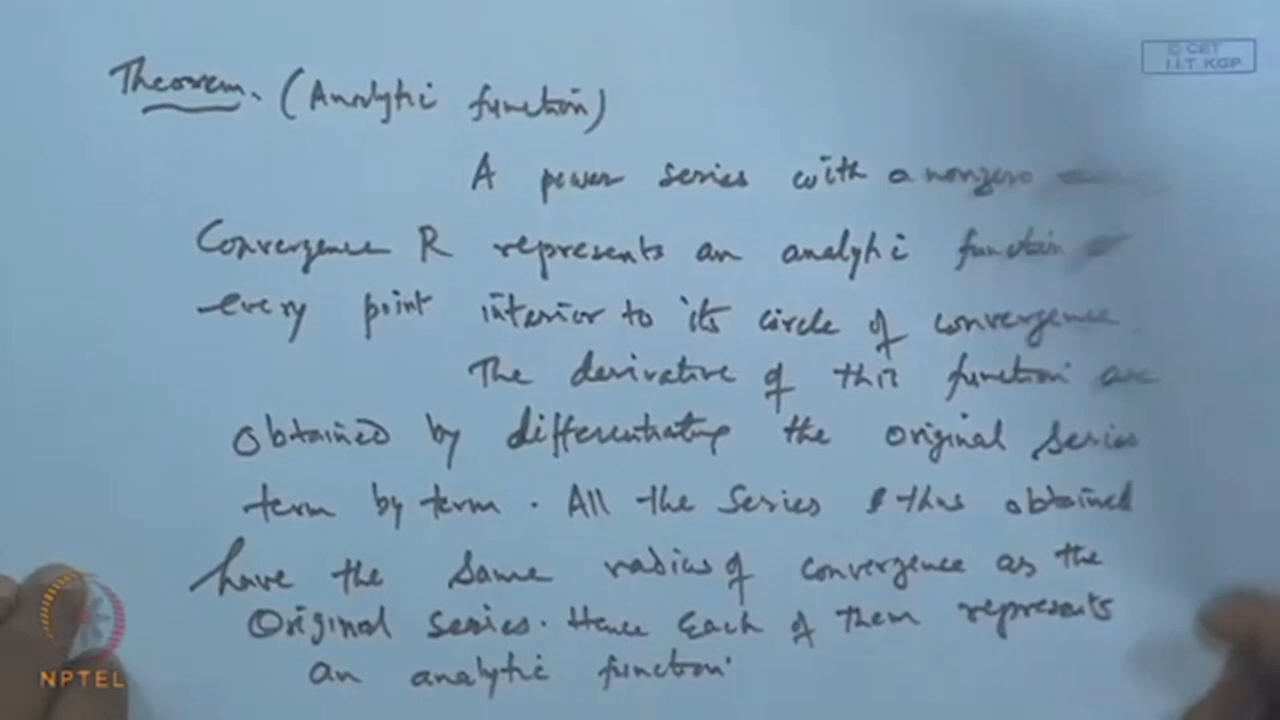 © CET
I.I.T. KGP
Theorem. (Analytic function)
A power series with a nonzero
Convergence R represents an analytic function
every point interior to its circle of convergence
The derivative of this function are
obtained by differentiating the original series
term by term. All the series thus obtained
have the same radius of convergence as the
original series. Hence Each of them represents
an analytic function.
NPTEL